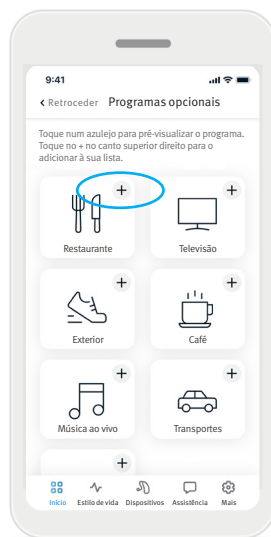 9:41
Retroceder Programas opcionais
Toque num azulejo para pré-visualizar o programa.
Toque no + no canto superior direito para o
adicionar à sua lista.
+ +
Restaurante Televisão
+ +
Exterior Café
+ +
Música ao vivo Transportes
+
Início Estilo de vida Dispositivos Assistência Mais